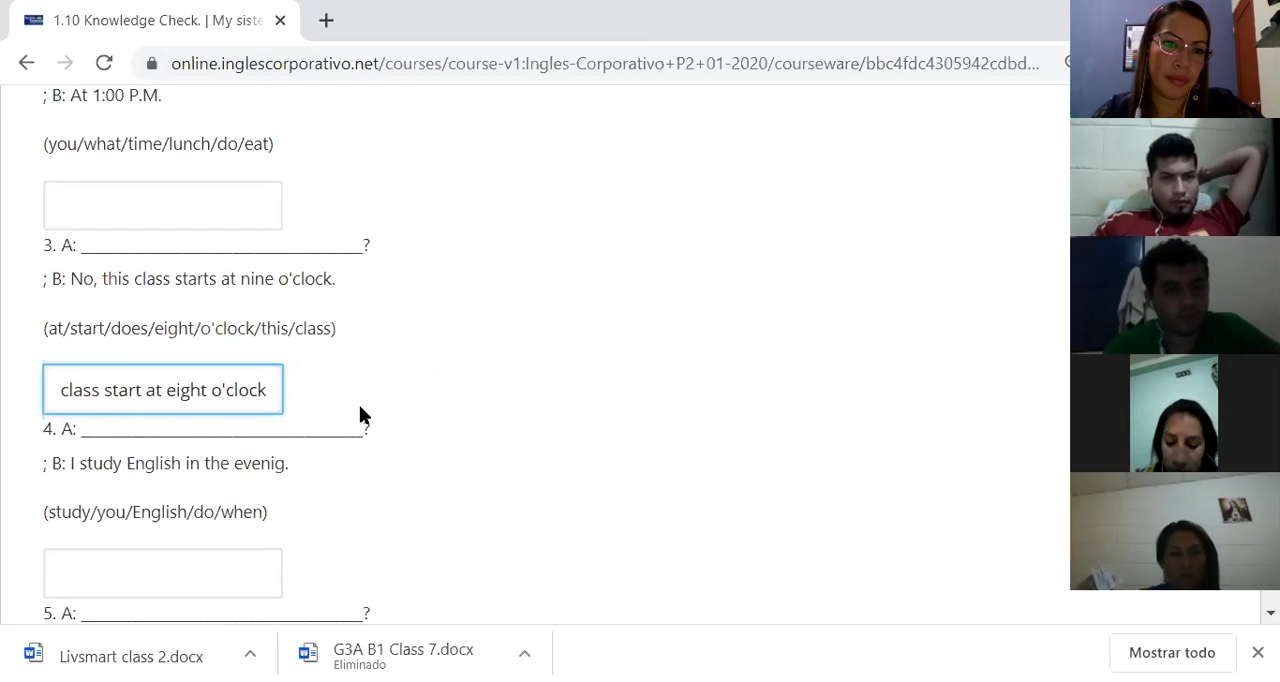 1.10 Knowledge Check. | My siste
online.inglescorporativo.net/courses/course-v1:Ingles-Corporativo+P2+01-2020/courseware/bbc4fdc4305942cdbd...
; B: At 1:00 P.M.
(you/what/time/lunch/do/eat)
3. A: ______________________________?
; B: No, this class starts at nine o'clock.
(at/start/does/eight/o'clock/this/class)
class start at eight o'clock
4. A: ______________________________?
; B: I study English in the evenig.
(study/you/English/do/when)
5. A: ______________________________?
Livsmart class 2.docx
G3A B1 Class 7.docx
Eliminado
Mostrar todo